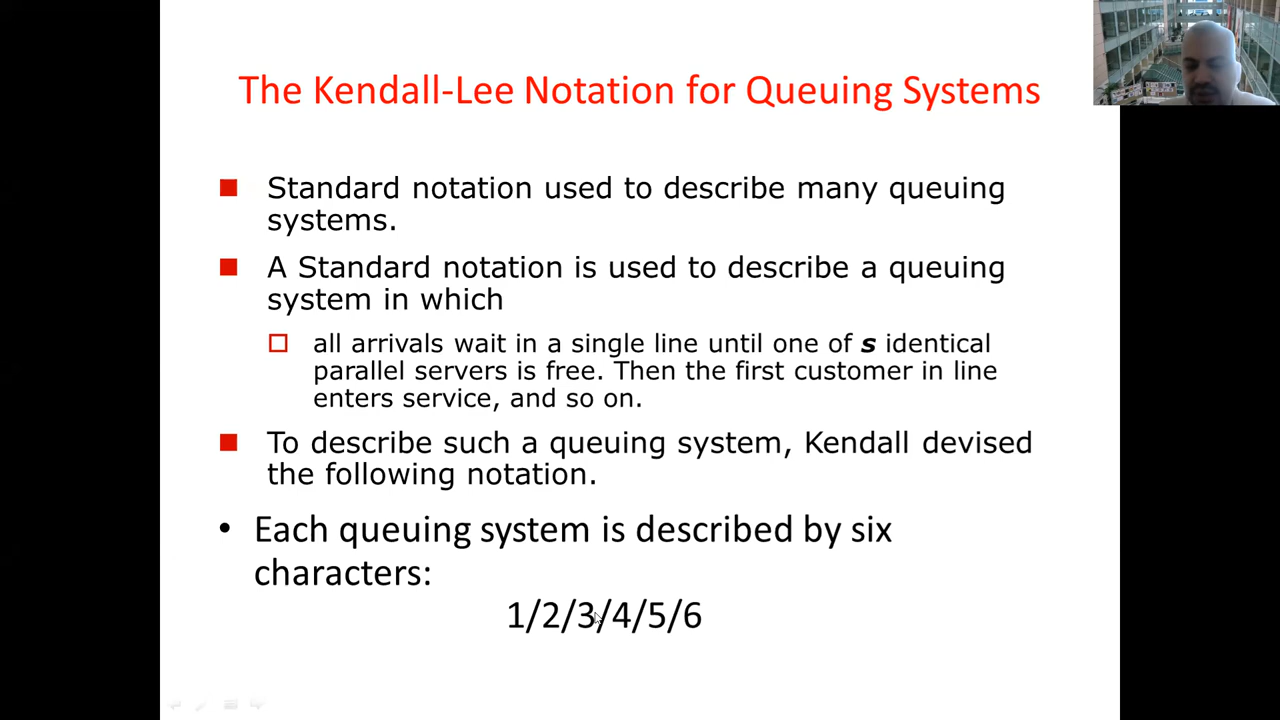 The Kendall-Lee Notation for Queuing Systems
Standard notation used to describe many queuing
systems.
A Standard notation is used to describe a queuing
system in which
all arrivals wait in a single line until one of s identical
parallel servers is free. Then the first customer in line
enters service, and so on.
To describe such a queuing system, Kendall devised
the following notation.
• Each queuing system is described by six
characters:
1/2/3/4/5/6